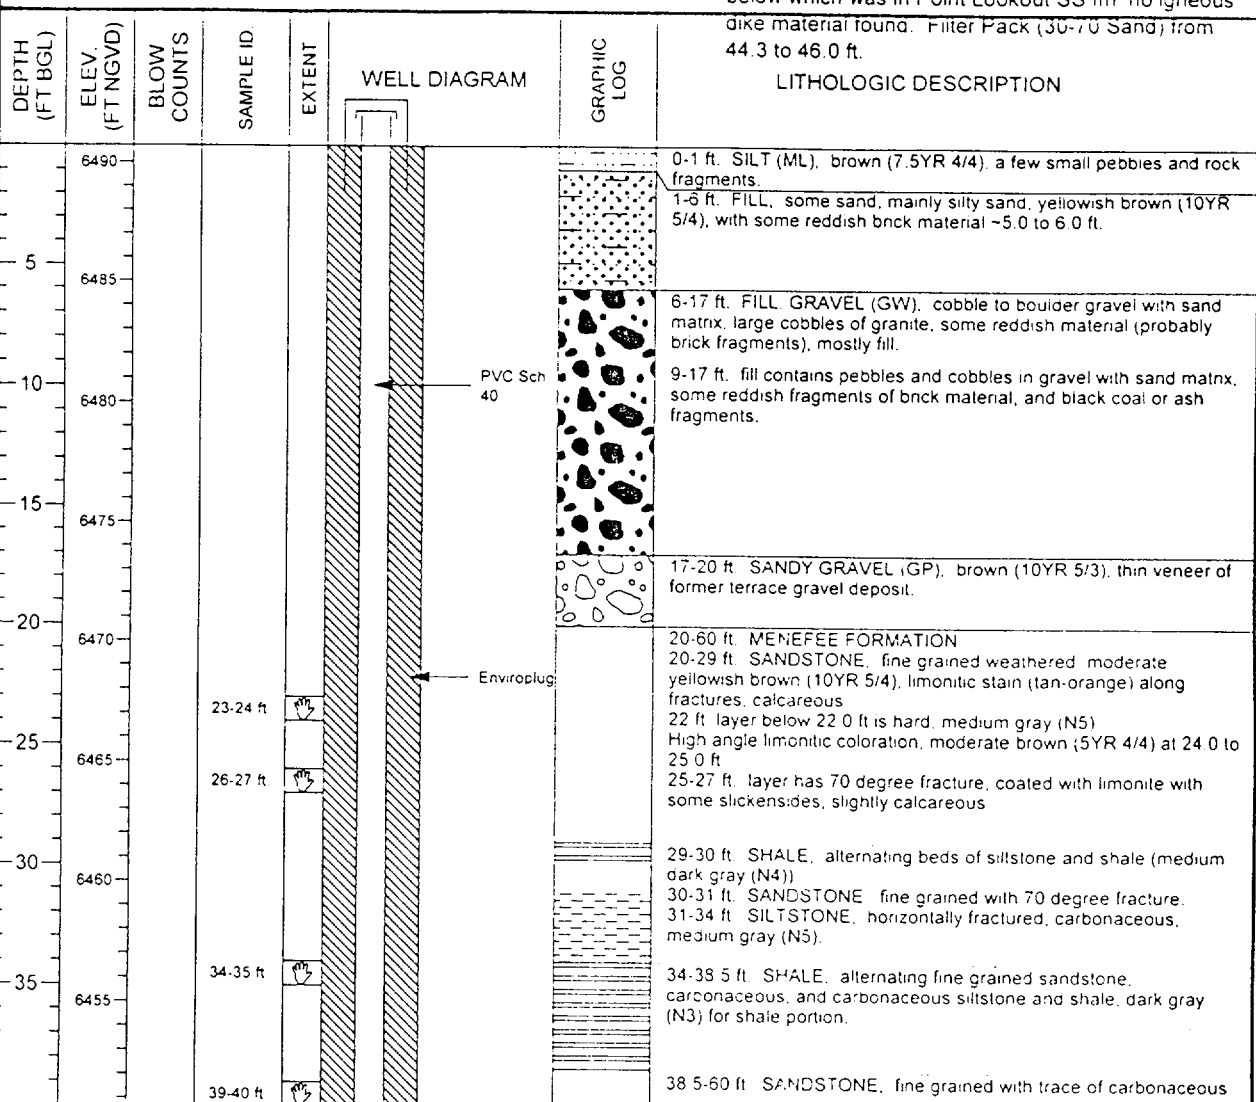 below which was in Point Lookout SS
dike material found. Filter Pack (30-70 Sand) from
44.3 to 46.0 ft.
DEPTH
(FT BGL)
ELEV.
(FT NGVD)
BLOW
COUNTS
SAMPLE ID.
EXTENT
WELL DIAGRAM
GRAPHIC
LOG
LITHOLOGIC DESCRIPTION
6490
0-1 ft. SILT (ML), brown (7.5YR 4/4). a few small pebbles and rock
fragments.
1-6 ft. FILL, some sand, mainly silty sand, yellowish brown (10YR
5/4), with some reddish brick material ~5.0 to 6.0 ft.
5
6485
6-17 ft. FILL. GRAVEL (GW), cobble to boulder gravel with sand
matrix, large cobbles of granite, some reddish material (probably
brick fragments), mostly fill.
PVC Sch
40
10
6480
9-17 ft. fill contains pebbles and cobbles in gravel with sand matrix,
some reddish fragments of brick material, and black coal or ash
fragments.
15
6475
17-20 ft. SANDY GRAVEL (GP), brown (10YR 5/3), thin veneer of
former terrace gravel deposit.
20
6470
20-60 ft. MENEFEE FORMATION
20-29 ft. SANDSTONE, fine grained weathered moderate
yellowish brown (10YR 5/4), limonitic stain (tan-orange) along
fractures, calcareous
Enviroplug
23-24 ft
22 ft layer below 22.0 ft is hard, medium gray (N5)
High angle limonitic coloration, moderate brown (5YR 4/4) at 24.0 to
25.0 ft
25
6465
26-27 ft.
25-27 ft. layer has 70 degree fracture, coated with limonite with
some slickensides, slightly calcareous
30
6460
29-30 ft. SHALE, alternating beds of siltstone and shale (medium
dark gray (N4))
30-31 ft. SANDSTONE fine grained with 70 degree fracture.
31-34 ft SILTSTONE, horizontally fractured, carbonaceous,
medium gray (N5).
34-35 ft
35
6455
34-38.5 ft. SHALE, alternating fine grained sandstone,
carbonaceous, and carbonaceous siltstone and shale, dark gray
(N3) for shale portion.
39-40 ft
38.5-60 ft SANDSTONE, fine grained with trace of carbonaceous